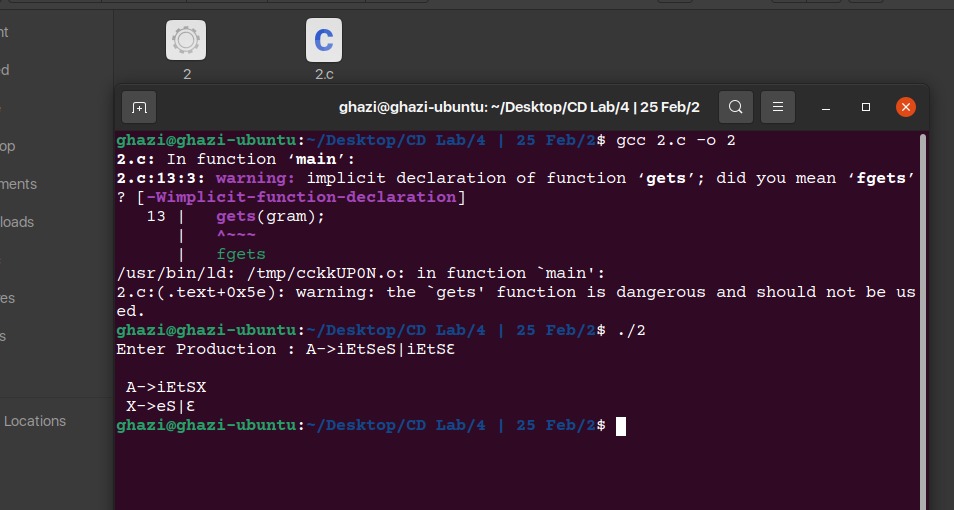 nt
2
2.c
ed
ghazi@ghazi-ubuntu: ~/Desktop/CD Lab/4 | 25 Feb/2
ghazi@ghazi-ubuntu:~/Desktop/CD Lab/4 | 25 Feb/2$ gcc 2.c -o 2
2.c: In function ‘main’:
2.c:13:3: warning: implicit declaration of function ‘gets’; did you mean ‘fgets’
? [-Wimplicit-function-declaration]
13 |   gets(gram);
|   ^~~~
|   fgets
/usr/bin/ld: /tmp/cckkUP0N.o: in function `main':
2.c:(.text+0x5e): warning: the `gets' function is dangerous and should not be us
ed.
ghazi@ghazi-ubuntu:~/Desktop/CD Lab/4 | 25 Feb/2$ ./2
Enter Production : A->iEtSeS|iEtSƐ
A->iEtSX
X->eS|Ɛ
ghazi@ghazi-ubuntu:~/Desktop/CD Lab/4 | 25 Feb/2$
op
ments
loads
es
s
Locations